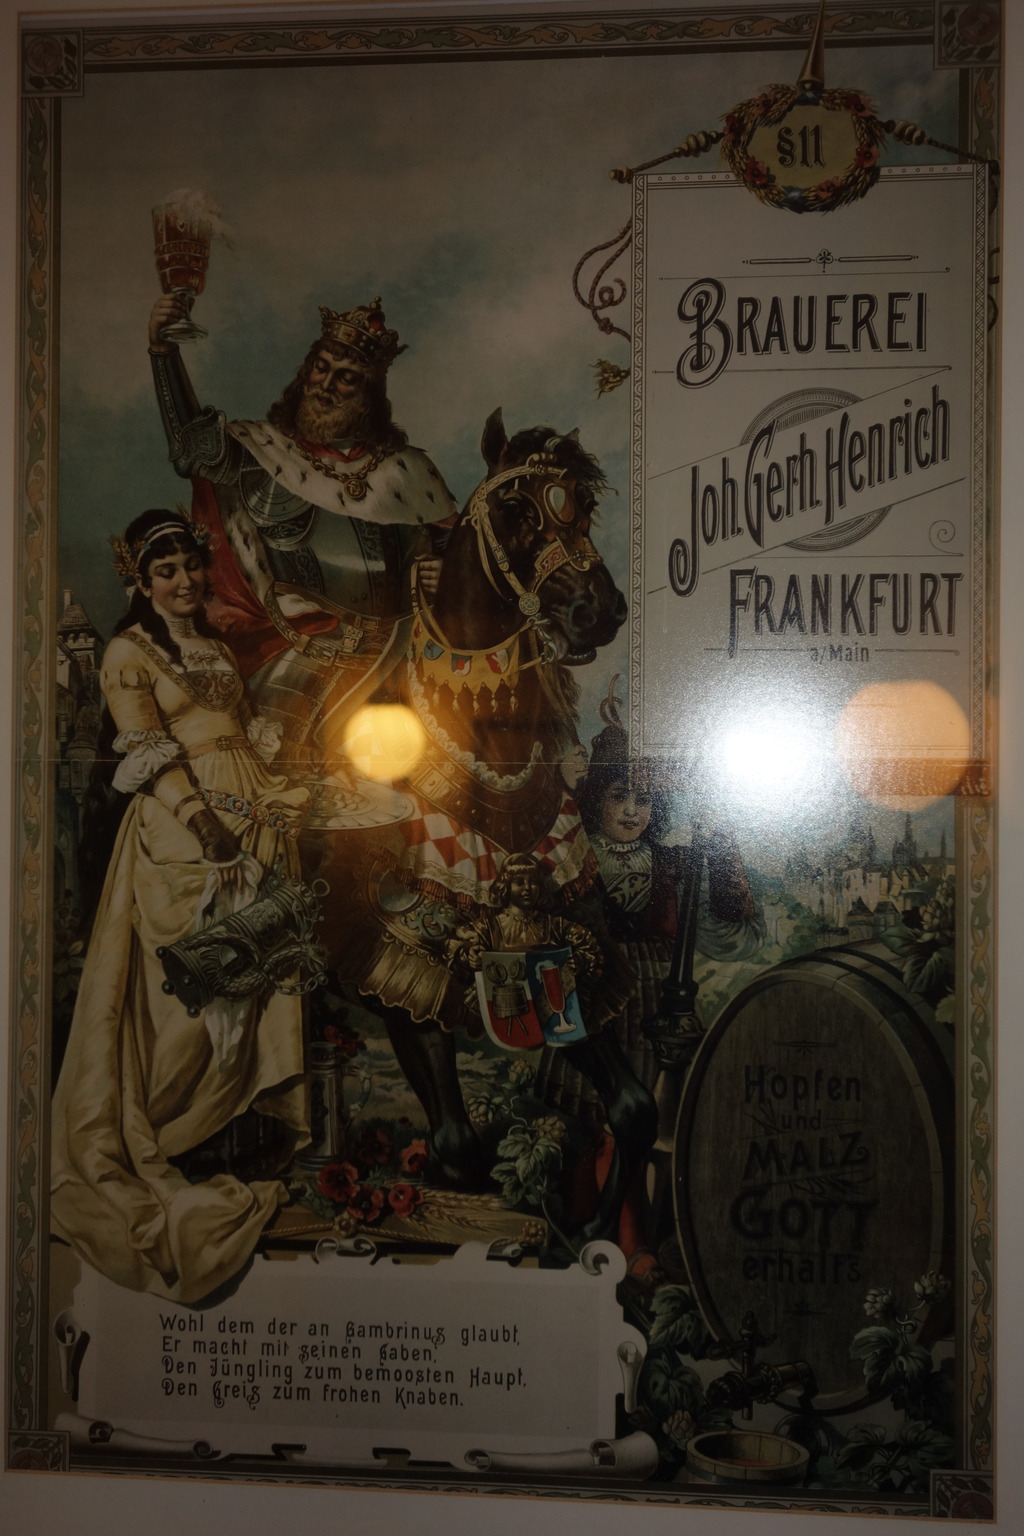 §11
BRAUEREI
Joh. Gerh. Henrich
FRANKFURT
a/Main
Hopfen
und
MALZ
GOTT
erhalts
Wohl dem der an Gambrinus glaubt,
Er macht mit seinen Gaben,
Den Jüngling zum bemoosten Haupt,
Den Greis zum frohen Knaben.